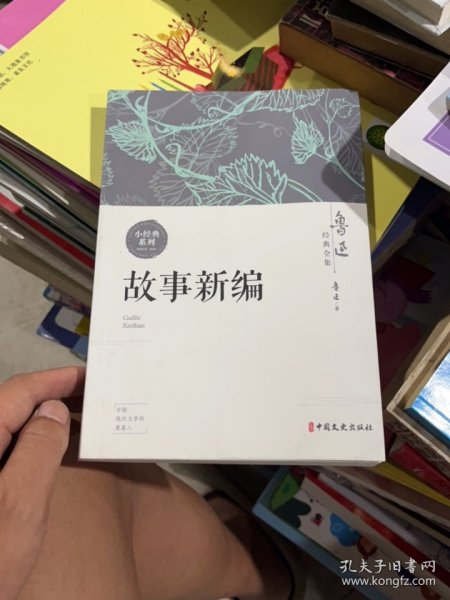 鲁迅
经典全集
鲁迅 著
小经典
系列
故事新编
GuShi
XinBian
中国
现代文学的
奠基人
中国文史出版社
孔夫子旧书网
www.kongfz.com